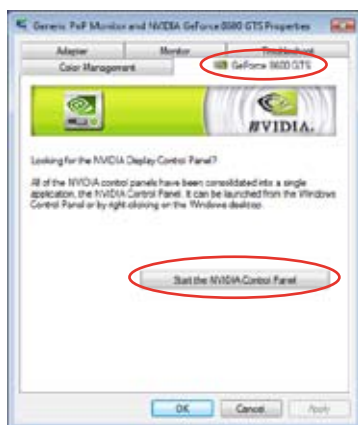 Generic PnP Monitor and NVIDIA GeForce 8600 GTS Properties
Adapter Monitor Troubleshoot
Color Management GeForce 8600 GTS
NVIDIA.
Looking for the NVIDIA Display Control Panel?
All of the NVIDIA control panels have been consolidated into a single
application, the NVIDIA Control Panel. It can be launched from the Windows
Control Panel or by right clicking on the Windows desktop.
Start the NVIDIA Control Panel
OK Cancel Apply